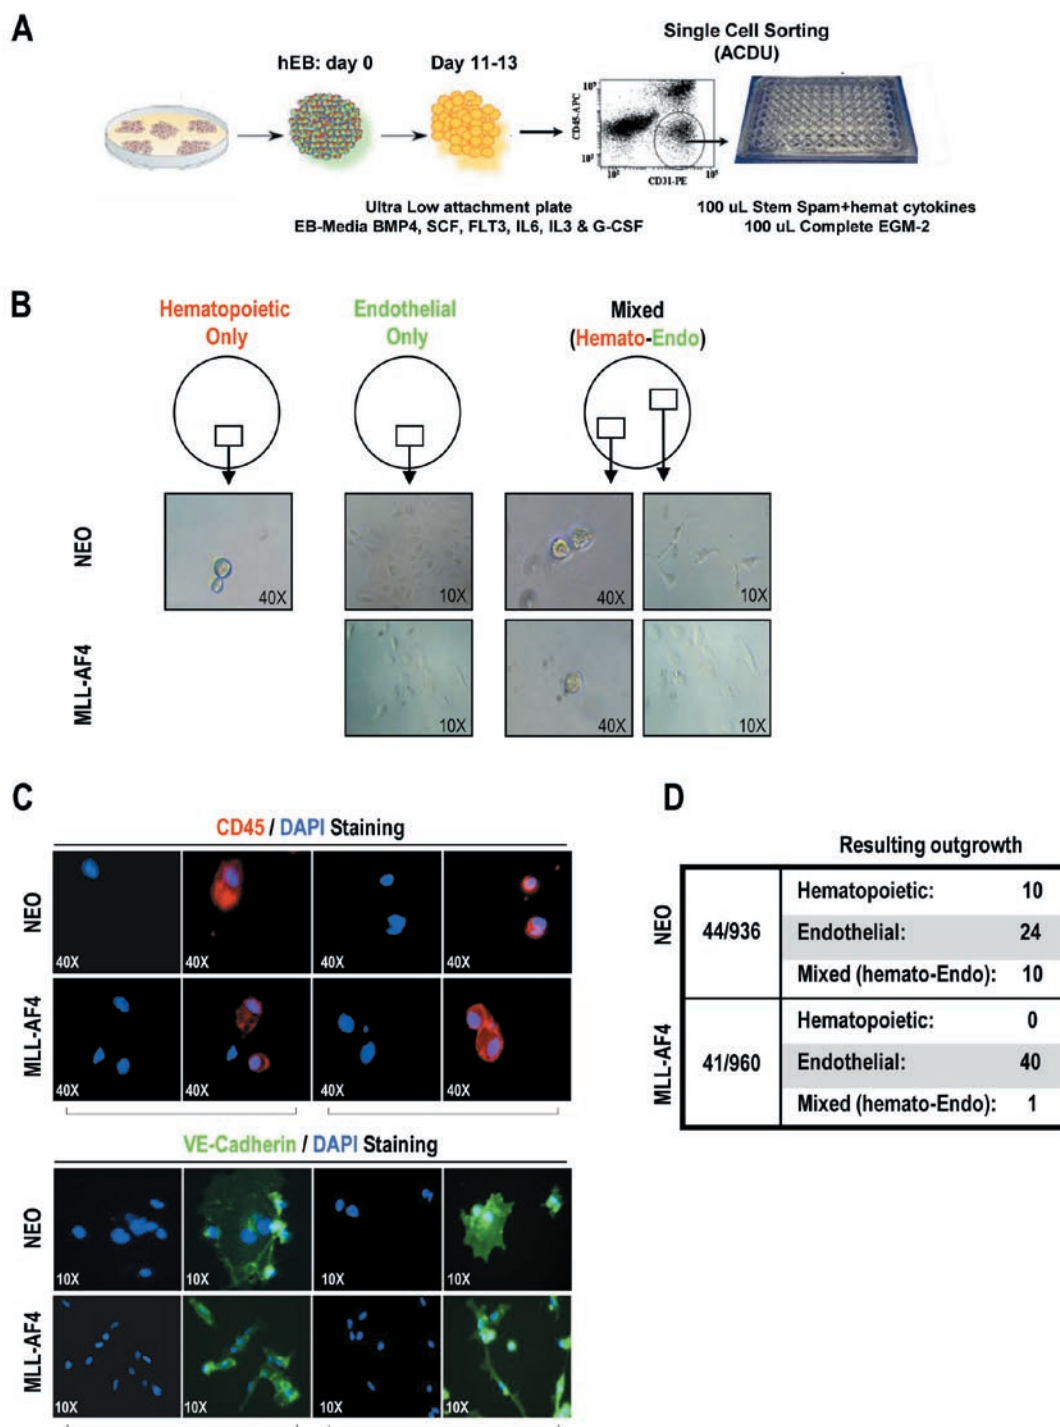 A
Single Cell Sorting
(ACDU)
hEB: day 0
Day 11-13
CD45-APC
10²
10⁵
CD31-PE
Ultra Low attachment plate
EB-Media BMP4, SCF, FLT3, IL6, IL3 & G-CSF
100 uL Stem Spam+hemat cytokines
100 uL Complete EGM-2
B
Hematopoietic
Only
Endothelial
Only
Mixed
(Hemato-Endo)
NEO
40X
10X
40X
10X
MLL-AF4
10X
40X
10X
C
CD45 / DAPI Staining
NEO
40X
40X
40X
40X
MLL-AF4
40X
40X
40X
40X
VE-Cadherin / DAPI Staining
NEO
10X
10X
10X
10X
MLL-AF4
10X
10X
10X
10X
D
Resulting outgrowth
NEO
44/936
Hematopoietic: 10
Endothelial: 24
Mixed (hemato-Endo): 10
MLL-AF4
41/960
Hematopoietic: 0
Endothelial: 40
Mixed (hemato-Endo): 1